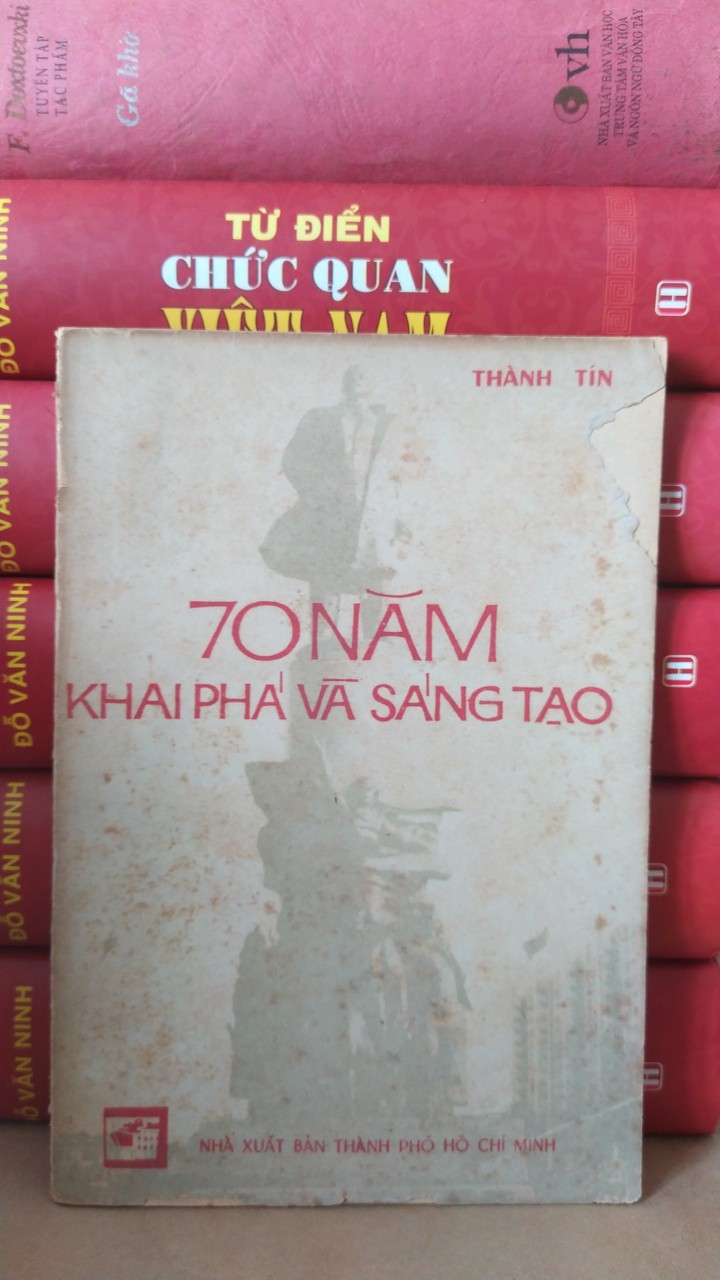 F. Doxtoevxki
TUYỂN TẬP
TÁC PHẨM
Gã khờ
vh
NHÀ XUẤT BẢN VĂN HỌC
TRUNG TÂM VĂN HÓA
VÀ NGÔN NGỮ ĐÔNG TÂY
ĐỖ VĂN NINH
TỪ ĐIỂN
CHỨC QUAN
VIỆT NAM
H
THÀNH TÍN
70 NĂM
KHAI PHÁ VÀ SÁNG TẠO
NHÀ XUẤT BẢN THÀNH PHỐ HỒ CHÍ MINH
ĐỖ VĂN NINH
H
ĐỖ VĂN NINH
H
ĐỖ VĂN NINH
H
ĐỖ VĂN NINH
H